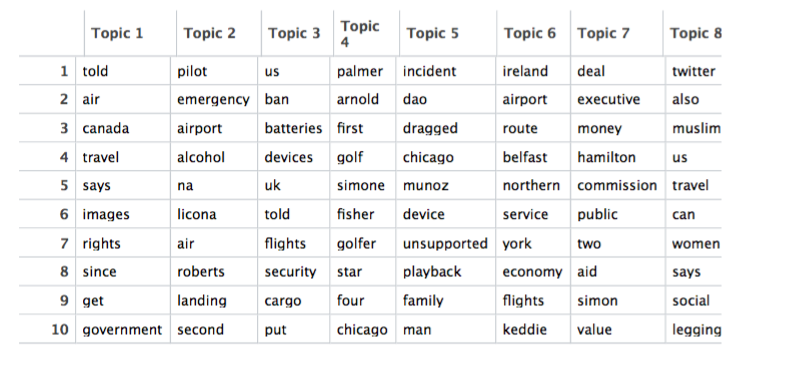 Topic 1 Topic 2 Topic 3 Topic 4 Topic 5 Topic 6 Topic 7 Topic 8
1 told pilot us palmer incident ireland deal twitter
2 air emergency ban arnold dao airport executive also
3 canada airport batteries first dragged route money muslim
4 travel alcohol devices golf chicago belfast hamilton us
5 says na uk simone munoz northern commission travel
6 images licona told fisher device service public can
7 rights air flights golfer unsupported york two women
8 since roberts security star playback economy aid says
9 get landing cargo four family flights simon social
10 government second put chicago man keddie value legging